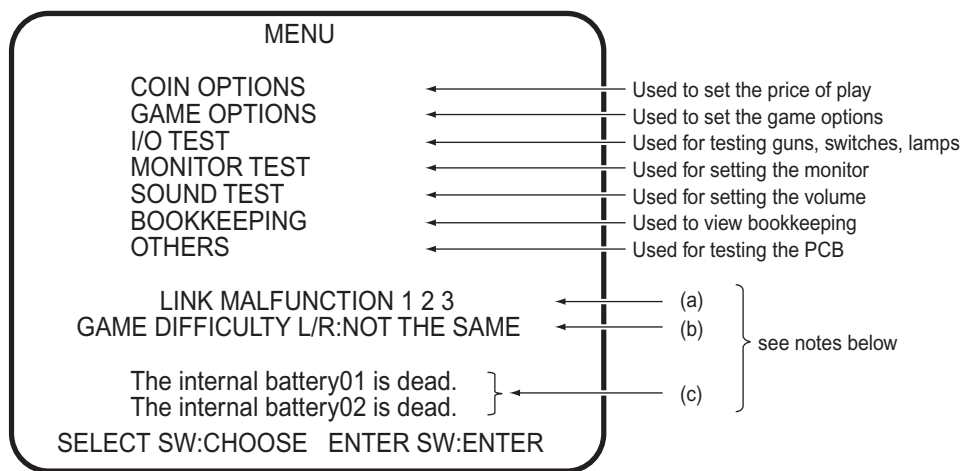 MENU
COIN OPTIONS
Used to set the price of play
GAME OPTIONS
Used to set the game options
I/O TEST
Used for testing guns, switches, lamps
MONITOR TEST
Used for setting the monitor
SOUND TEST
Used for setting the volume
BOOKKEEPING
Used to view bookkeeping
OTHERS
Used for testing the PCB
LINK MALFUNCTION 1 2 3
(a)
GAME DIFFICULTY L/R:NOT THE SAME
(b)
see notes below
The internal battery01 is dead.
The internal battery02 is dead.
(c)
SELECT SW:CHOOSE ENTER SW:ENTER